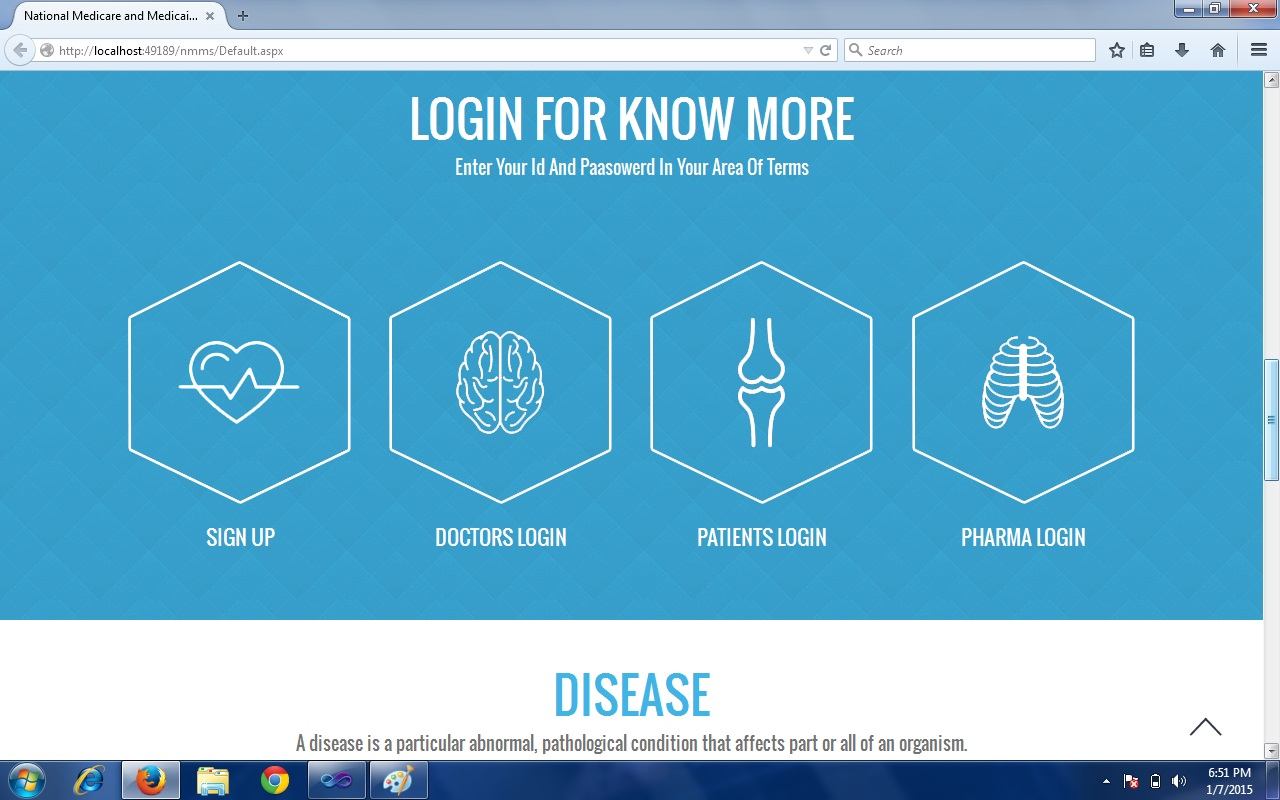 National Medicare and Medicai...
http://localhost:49189/nmms/Default.aspx
Search
LOGIN FOR KNOW MORE
Enter Your Id And Paasowerd In Your Area Of Terms
SIGN UP
DOCTORS LOGIN
PATIENTS LOGIN
PHARMA LOGIN
DISEASE
A disease is a particular abnormal, pathological condition that affects part or all of an organism.
6:51 PM
1/7/2015